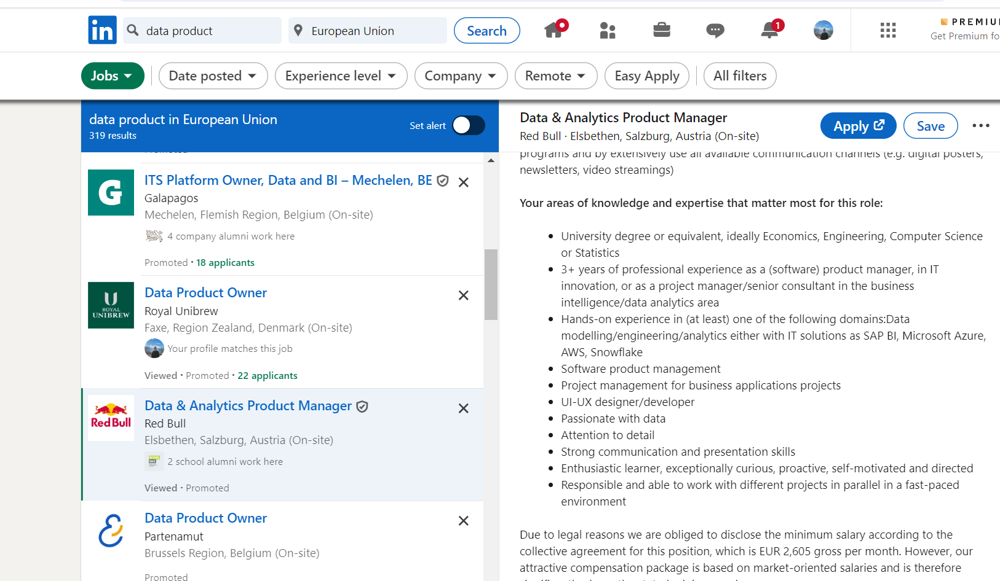 in
data product
European Union
Search
1
PREMIU
Get Premium fo
Jobs
Date posted
Experience level
Company
Remote
Easy Apply
All filters
data product in European Union
319 results
Set alert
Promoted
G
ITS Platform Owner, Data and BI – Mechelen, BE
Galapagos
Mechelen, Flemish Region, Belgium (On-site)
4 company alumni work here
Promoted · 18 applicants
U
ROYAL
UNIBREW
Data Product Owner
Royal Unibrew
Faxe, Region Zealand, Denmark (On-site)
Your profile matches this job
Viewed · Promoted · 22 applicants
Red Bull
Data & Analytics Product Manager
Red Bull
Elsbethen, Salzburg, Austria (On-site)
NOVA
IMS
2 school alumni work here
Viewed · Promoted
Data Product Owner
Partenamut
Brussels Region, Belgium (On-site)
Promoted
Data & Analytics Product Manager
Red Bull · Elsbethen, Salzburg, Austria (On-site)
Apply
Save
programs and by extensively use all available communication channels (e.g. digital posters,
newsletters, video streamings)
Your areas of knowledge and expertise that matter most for this role:
• University degree or equivalent, ideally Economics, Engineering, Computer Science
or Statistics
• 3+ years of professional experience as a (software) product manager, in IT
innovation, or as a project manager/senior consultant in the business
intelligence/data analytics area
• Hands-on experience in (at least) one of the following domains:Data
modelling/engineering/analytics either with IT solutions as SAP BI, Microsoft Azure,
AWS, Snowflake
• Software product management
• Project management for business applications projects
• UI-UX designer/developer
• Passionate with data
• Attention to detail
• Strong communication and presentation skills
• Enthusiastic learner, exceptionally curious, proactive, self-motivated and directed
• Responsible and able to work with different projects in parallel in a fast-paced
environment
Due to legal reasons we are obliged to disclose the minimum salary according to the
collective agreement for this position, which is EUR 2,605 gross per month. However, our
attractive compensation package is based on market-oriented salaries and is therefore